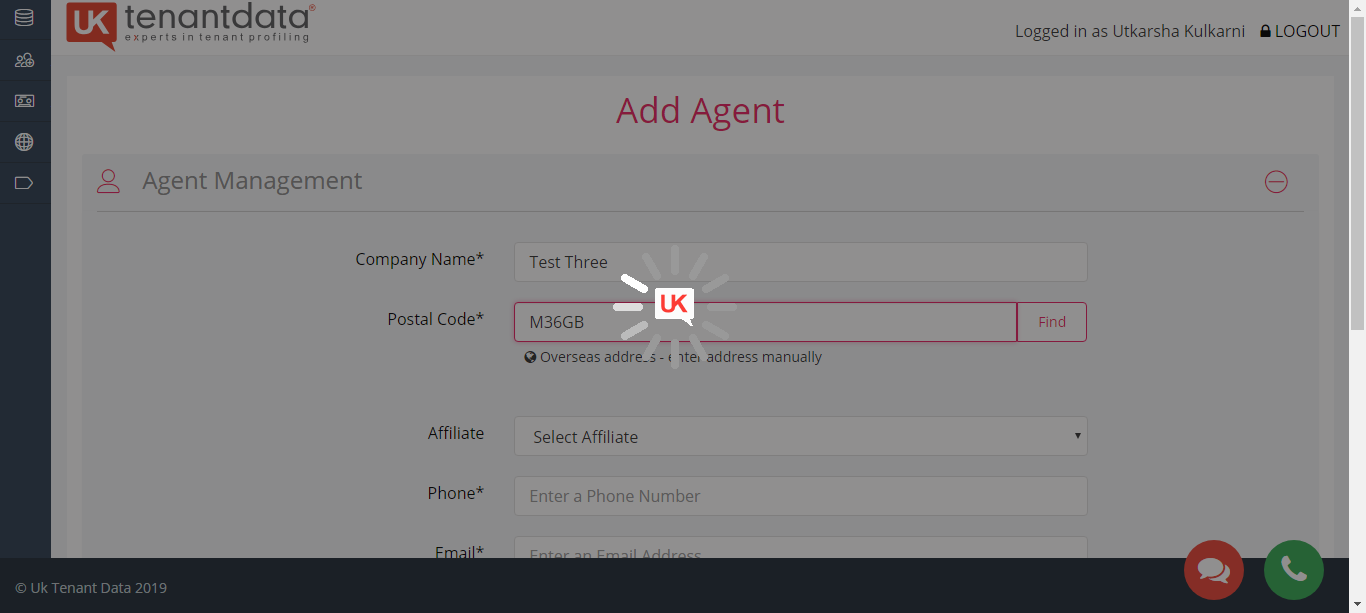 UK tenantdata®
experts in tenant profiling
Logged in as Utkarsha Kulkarni LOGOUT
Add Agent
Agent Management
Company Name* Test Three
UK
Postal Code* M36GB Find
Overseas address - enter address manually
Affiliate Select Affiliate
Phone* Enter a Phone Number
Email* Enter an Email Address
© Uk Tenant Data 2019